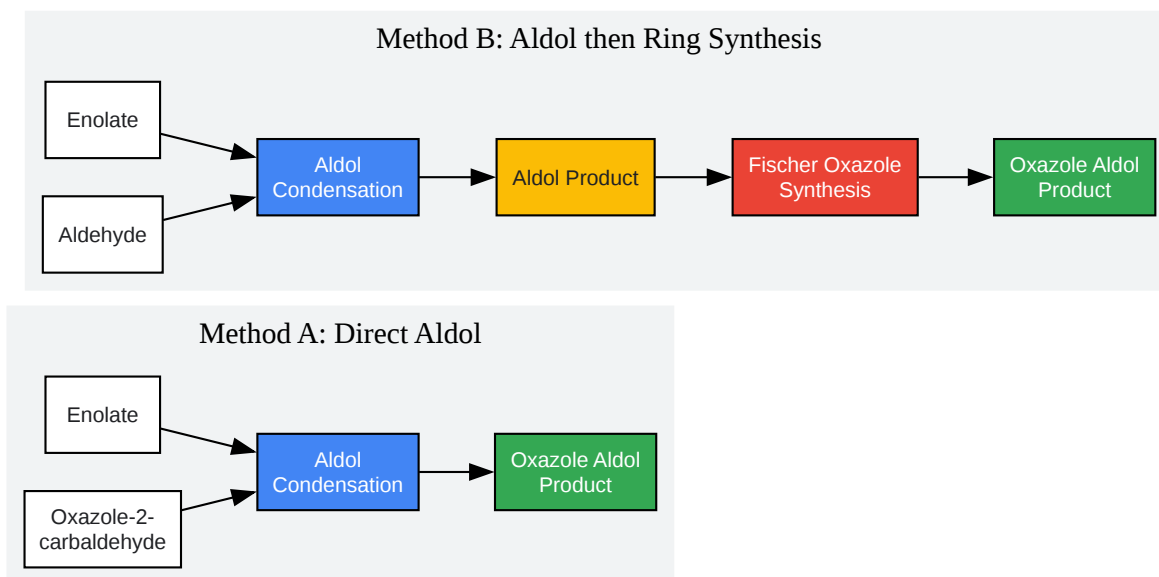 Method B: Aldol then Ring Synthesis
Enolate
Aldehyde
Aldol
Condensation
Aldol Product
Fischer Oxazole
Synthesis
Oxazole Aldol
Product
Method A: Direct Aldol
Enolate
Oxazole-2-
carbaldehyde
Aldol
Condensation
Oxazole Aldol
Product